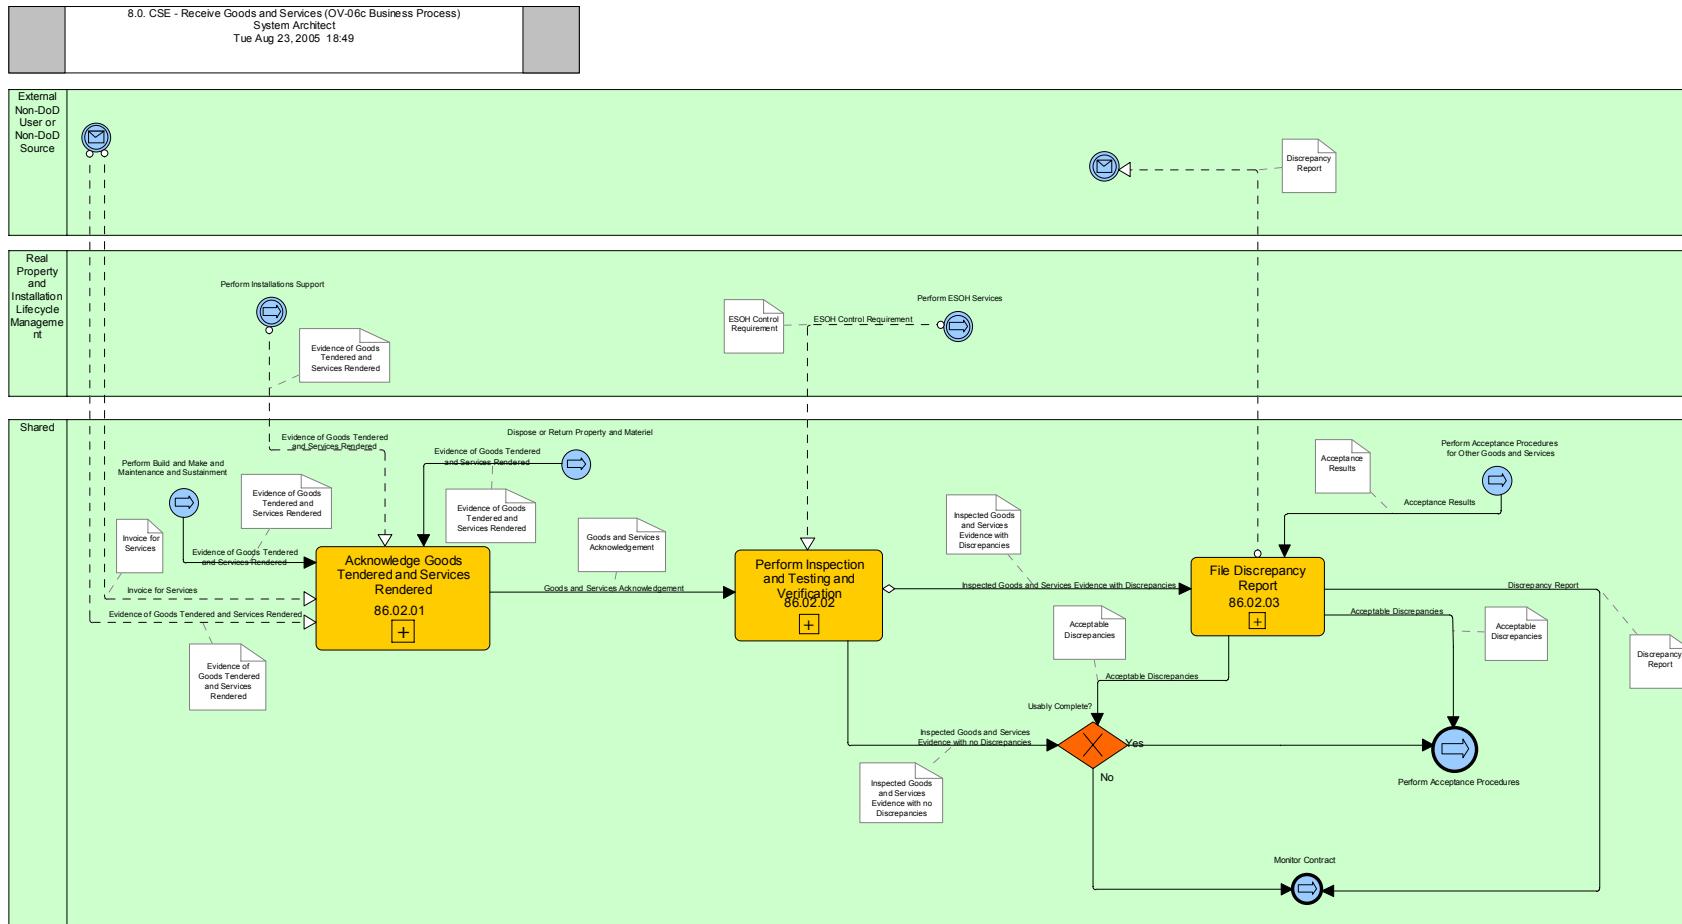 8.0. CSE - Receive Goods and Services (OV-06c Business Process)
System Architect
Tue Aug 23, 2005 18:49
External
Non-DoD
User or
Non-DoD
Source
Discrepancy
Report
Real
Property
and
Installation
Lifecycle
Manageme
nt
Perform Installations Support
Evidence of Goods
Tendered and
Services Rendered
ESOH Control
Requirement
ESOH Control Requirement
Perform ESOH Services
Shared
Evidence of Goods Tendered
and Services Rendered
Dispose or Return Property and Materiel
Evidence of Goods Tendered
and Services Rendered
Perform Build and Make and
Maintenance and Sustainment
Evidence of Goods
Tendered and
Services Rendered
Evidence of Goods
Tendered and
Services Rendered
Invoice for
Services
Evidence of Goods Tendered
and Services Rendered
Invoice for Services
Evidence of Goods Tendered and Services Rendered
Evidence of
Goods Tendered
and Services
Rendered
Acknowledge Goods
Tendered and Services
Rendered
86.02.01
Goods and Services
Acknowledgement
Goods and Services Acknowledgement
Perform Inspection
and Testing and
Verification
86.02.02
Inspected Goods
and Services
Evidence with
Discrepancies
Inspected Goods and Services Evidence with Discrepancies
Acceptance
Results
Perform Acceptance Procedures
for Other Goods and Services
Acceptance Results
File Discrepancy
Report
86.02.03
Discrepancy Report
Acceptable Discrepancies
Acceptable
Discrepancies
Discrepancy
Report
Acceptable
Discrepancies
Acceptable Discrepancies
Usably Complete?
Inspected Goods and Services
Evidence with no Discrepancies
Yes
No
Inspected Goods
and Services
Evidence with no
Discrepancies
Perform Acceptance Procedures
Monitor Contract